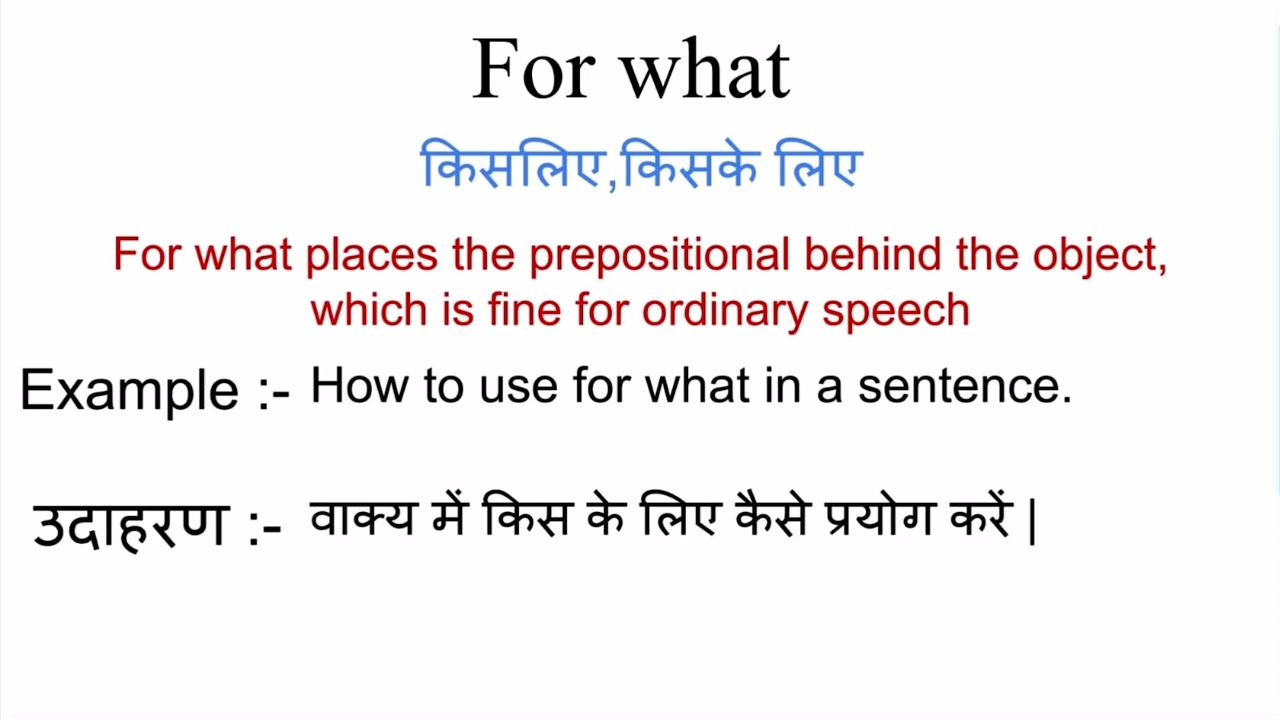 For what
किसलिए,किसके लिए
For what places the prepositional behind the object,
which is fine for ordinary speech
Example :- How to use for what in a sentence.
उदाहरण :- वाक्य में किस के लिए कैसे प्रयोग करें |